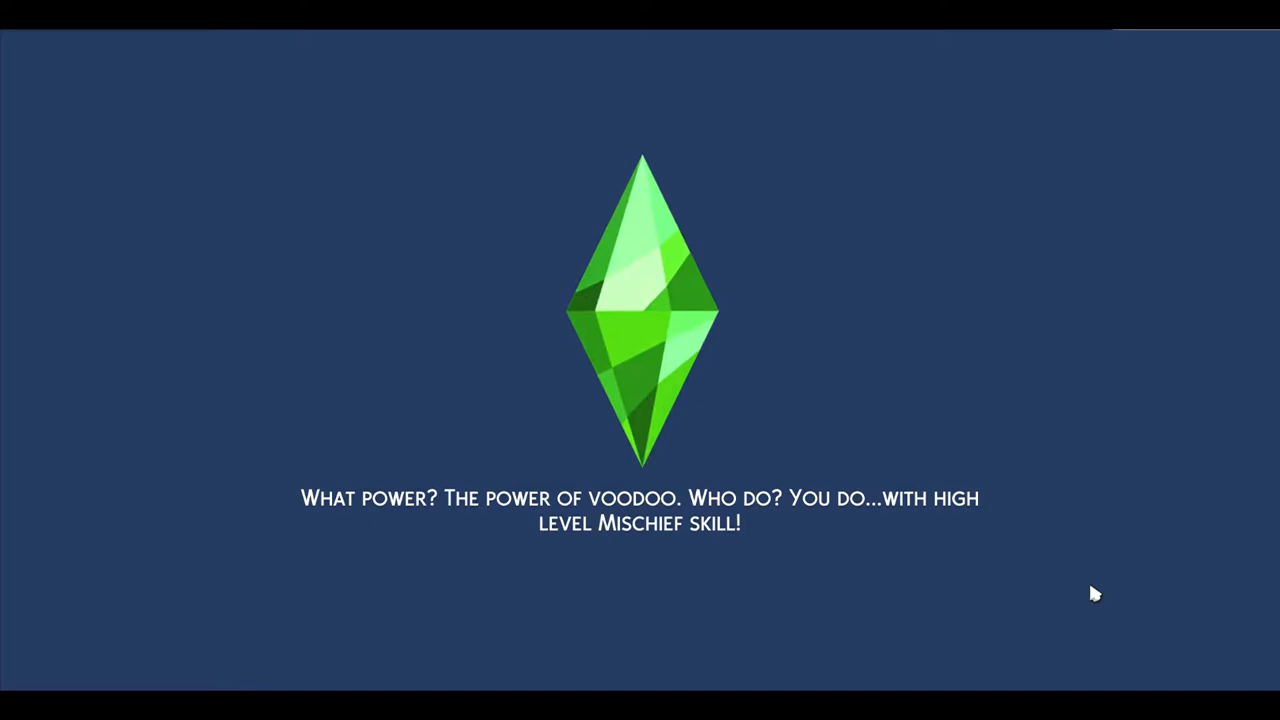 What power? The power of voodoo. Who do? You do...with high
level Mischief skill!